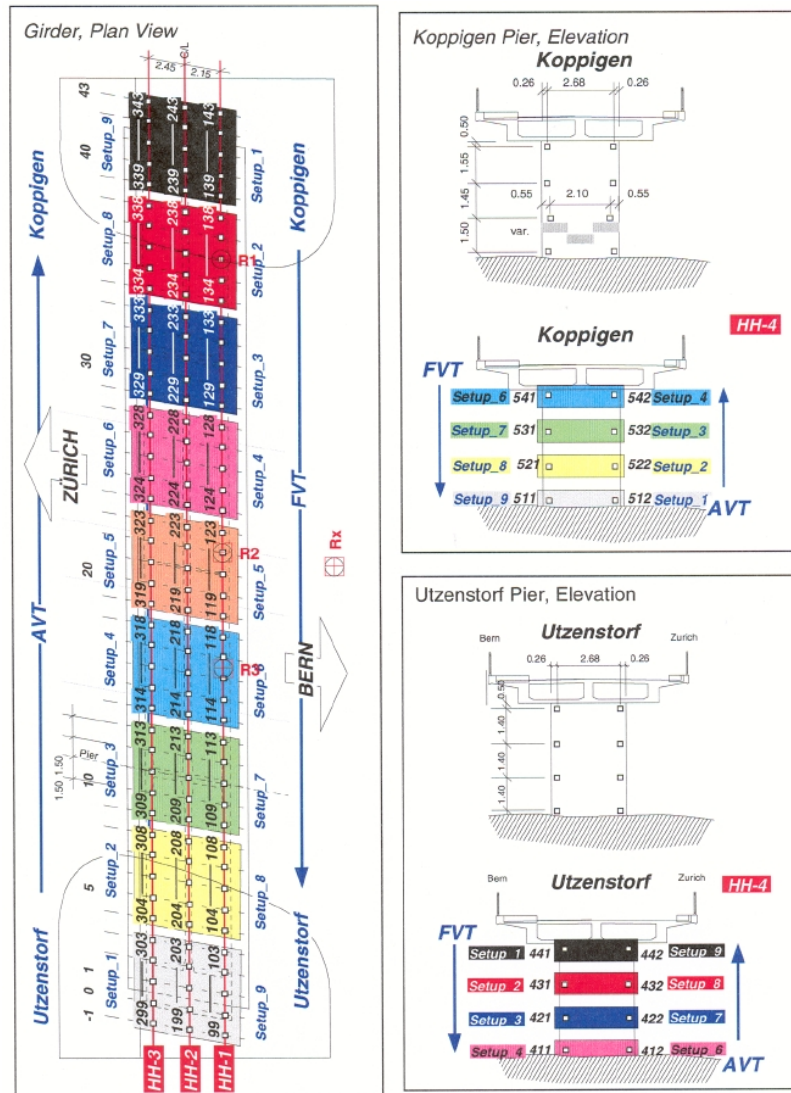 Girder, Plan View
C/L
2.45
2.15
43
Setup_9
343
243
143
Setup_1
40
339
239
139
Koppigen
Koppigen
Setup_8
338
238
138
Setup_2
R1
334
234
134
Setup_7
333
233
133
Setup_3
30
329
229
129
ZÜRICH
Setup_6
328
228
128
Setup_4
324
224
124
AVT
FVT
Setup_5
323
223
123
Setup_5
R2
Rx
20
319
219
119
Setup_4
318
218
118
R3
BERN
314
214
114
Setup_3
313
213
113
Setup_7
Pier
1.50
1.50
10
309
209
109
Setup_2
308
208
108
Setup_8
5
304
204
104
Utzenstorf
Utzenstorf
Setup_1
303
203
103
Setup_9
1
0
-1
299
199
99
HH-3
HH-2
HH-1
Koppigen Pier, Elevation
Koppigen
0.26
2.68
0.26
0.50
1.55
1.45
1.50
0.55
2.10
0.55
var.
HH-4
Koppigen
FVT
Setup_6 541 542 Setup_4
Setup_7 531 532 Setup_3
Setup_8 521 522 Setup_2
Setup_9 511 512 Setup_1
AVT
Utzenstorf Pier, Elevation
Bern
Utzenstorf
Zurich
0.26
2.68
0.26
0.50
1.40
1.40
1.40
Bern
Utzenstorf
Zurich
HH-4
FVT
Setup_1 441 442 Setup_9
Setup_2 431 432 Setup_8
Setup_3 421 422 Setup_7
Setup_4 411 412 Setup_6
AVT